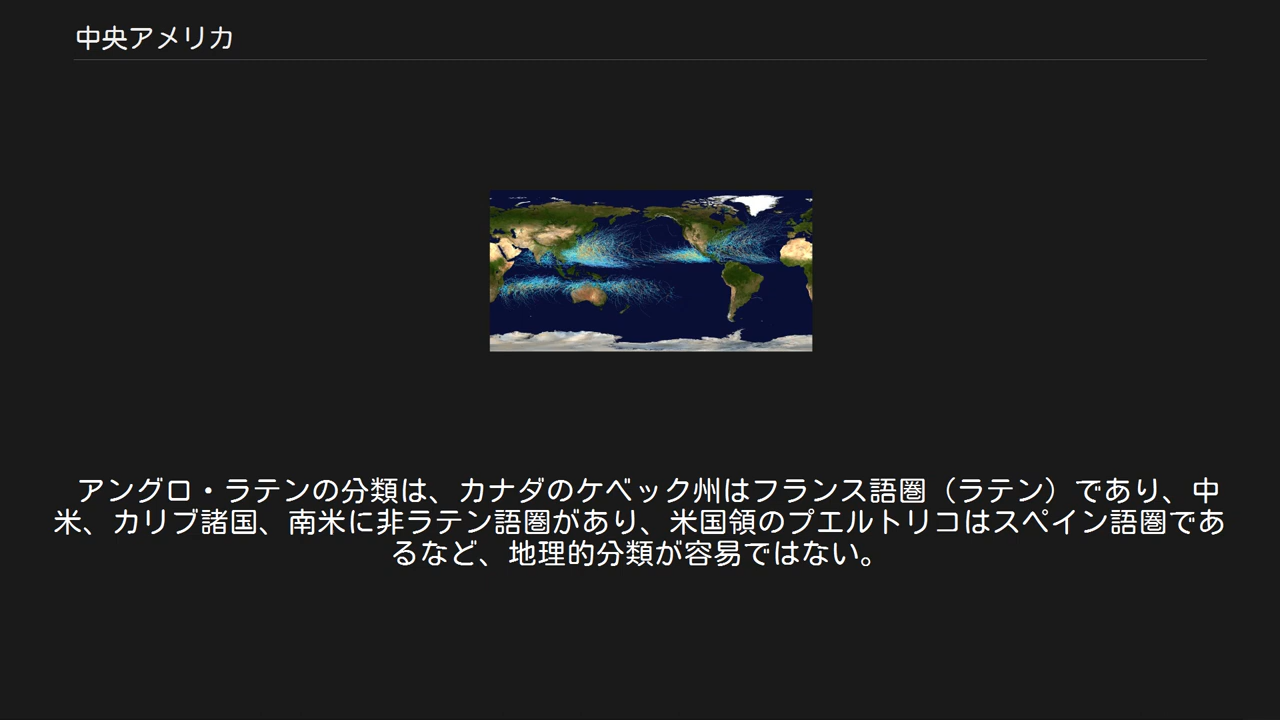 中央アメリカ
アングロ・ラテンの分類は、カナダのケベック州はフランス語圏（ラテン）であり、中
米、カリブ諸国、南米に非ラテン語圏があり、米国領のプエルトリコはスペイン語圏であ
るなど、地理的分類が容易ではない。